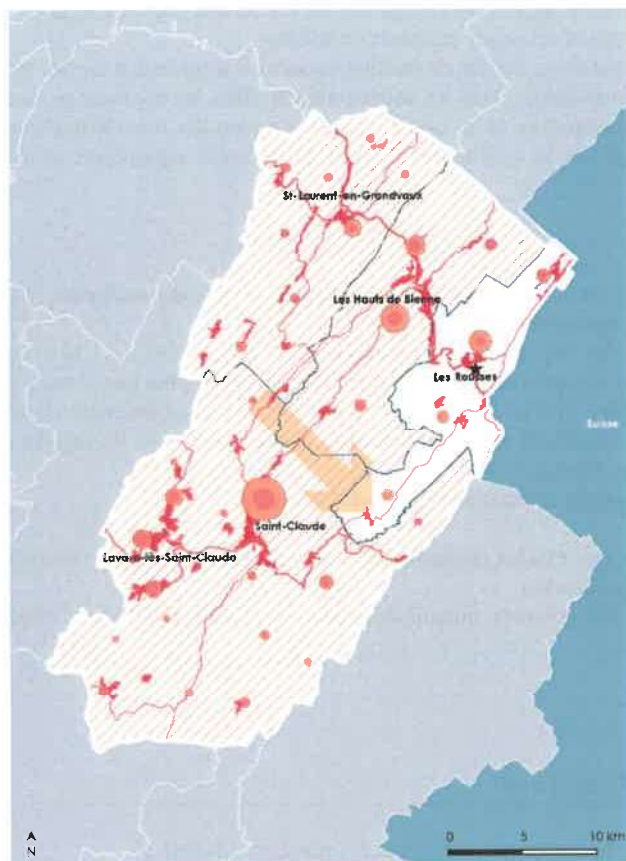 St-Laurent-en-Grandvaux
Les Hauts de Bienne
Les Rousses
Suisse
Saint-Claude
Lavans-lès-Saint-Claude
A
N
0 5 10 km